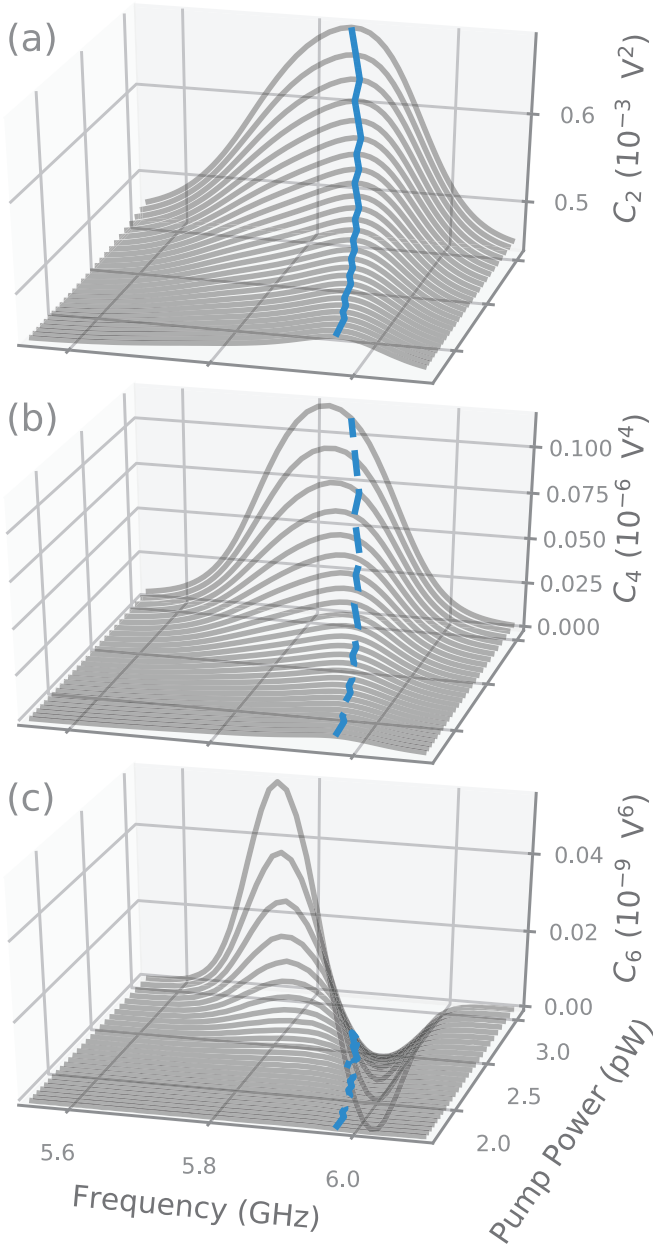 (a)
0.6
0.5
C₂ (10⁻³ V²)
(b)
0.100
0.075
0.050
0.025
0.000
C₄ (10⁻⁶ V⁴)
(c)
0.04
0.02
0.00
C₆ (10⁻⁹ V⁶)
3.0
2.5
2.0
Pump Power (pW)
5.6
5.8
6.0
Frequency (GHz)